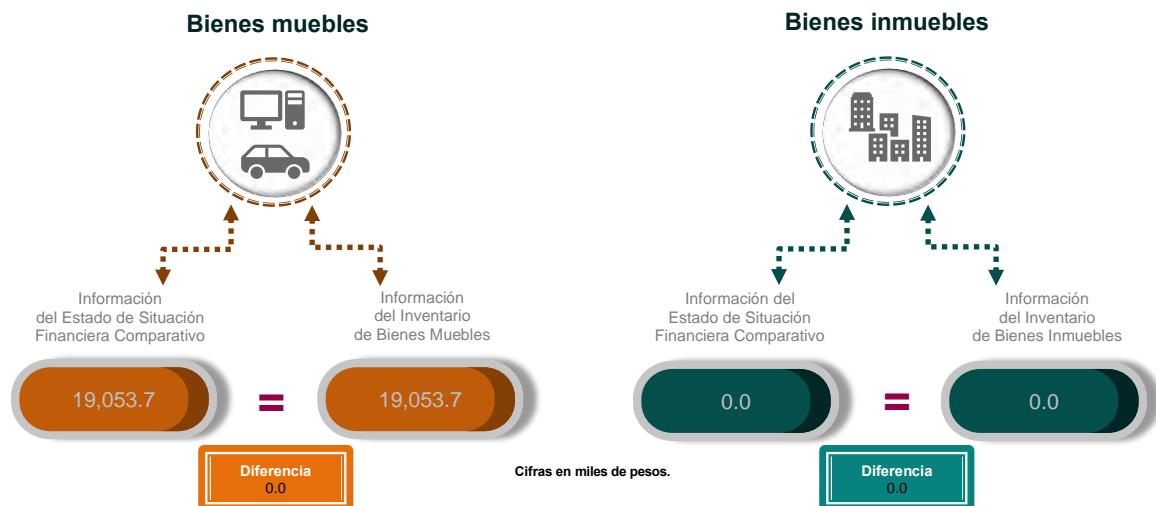 Bienes muebles
Información
del Estado de Situación
Financiera Comparativo
Información
del Inventario
de Bienes Muebles
19,053.7
=
19,053.7
Diferencia
0.0
Cifras en miles de pesos.
Bienes inmuebles
Información del
Estado de Situación
Financiera Comparativo
Información
del Inventario
de Bienes Inmuebles
0.0
=
0.0
Diferencia
0.0